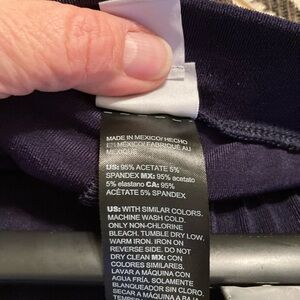 MADE IN MEXICO/ HECHO
EN MEXICO/ FABRIQUÉ AU
MEXIQUE
US: 95% ACETATE 5%
SPANDEX MX: 95% acetato
5% elastano CA: 95%
ACÉTATE 5% SPANDEX
US: WITH SIMILAR COLORS.
MACHINE WASH COLD.
ONLY NON-CHLORINE
BLEACH. TUMBLE DRY LOW.
WARM IRON. IRON ON
REVERSE SIDE. DO NOT
DRY CLEAN MX: CON
COLORES SIMILARES.
LAVAR A MÁQUINA CON
AGUA FRÍA. SOLAMENTE
BLANQUEADOR SIN CLORO.
A MÁQUINA A BAJA